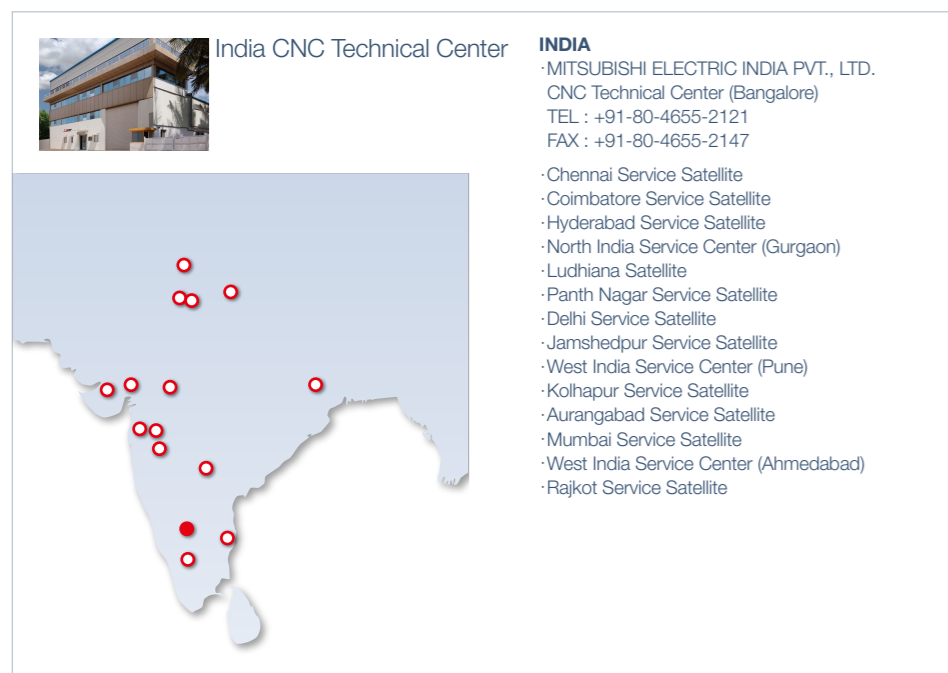 India CNC Technical Center
INDIA
·MITSUBISHI ELECTRIC INDIA PVT., LTD.
CNC Technical Center (Bangalore)
TEL : +91-80-4655-2121
FAX : +91-80-4655-2147
·Chennai Service Satellite
·Coimbatore Service Satellite
·Hyderabad Service Satellite
·North India Service Center (Gurgaon)
·Ludhiana Satellite
·Panth Nagar Service Satellite
·Delhi Service Satellite
·Jamshedpur Service Satellite
·West India Service Center (Pune)
·Kolhapur Service Satellite
·Aurangabad Service Satellite
·Mumbai Service Satellite
·West India Service Center (Ahmedabad)
·Rajkot Service Satellite